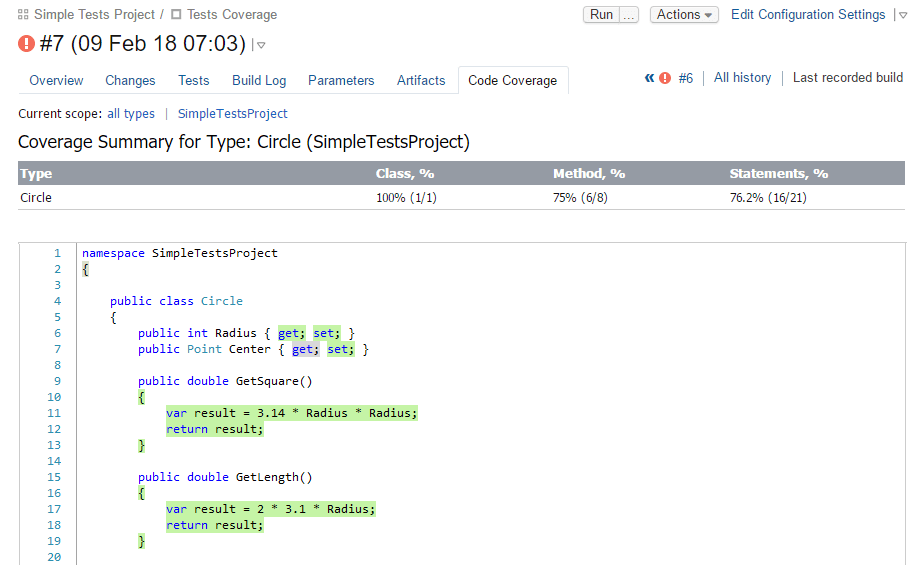 Simple Tests Project / Tests Coverage Run ... Actions Edit Configuration Settings
#7 (09 Feb 18 07:03)
Overview Changes Tests Build Log Parameters Artifacts Code Coverage « #6 All history Last recorded build
Current scope: all types | SimpleTestsProject
Coverage Summary for Type: Circle (SimpleTestsProject)
Type Class, % Method, % Statements, %
Circle 100% (1/1) 75% (6/8) 76.2% (16/21)
1 namespace SimpleTestsProject
2 {
3
4 public class Circle
5 {
6 public int Radius { get; set; }
7 public Point Center { get; set; }
8
9 public double GetSquare()
10 {
11 var result = 3.14 * Radius * Radius;
12 return result;
13 }
14
15 public double GetLength()
16 {
17 var result = 2 * 3.1 * Radius;
18 return result;
19 }
20